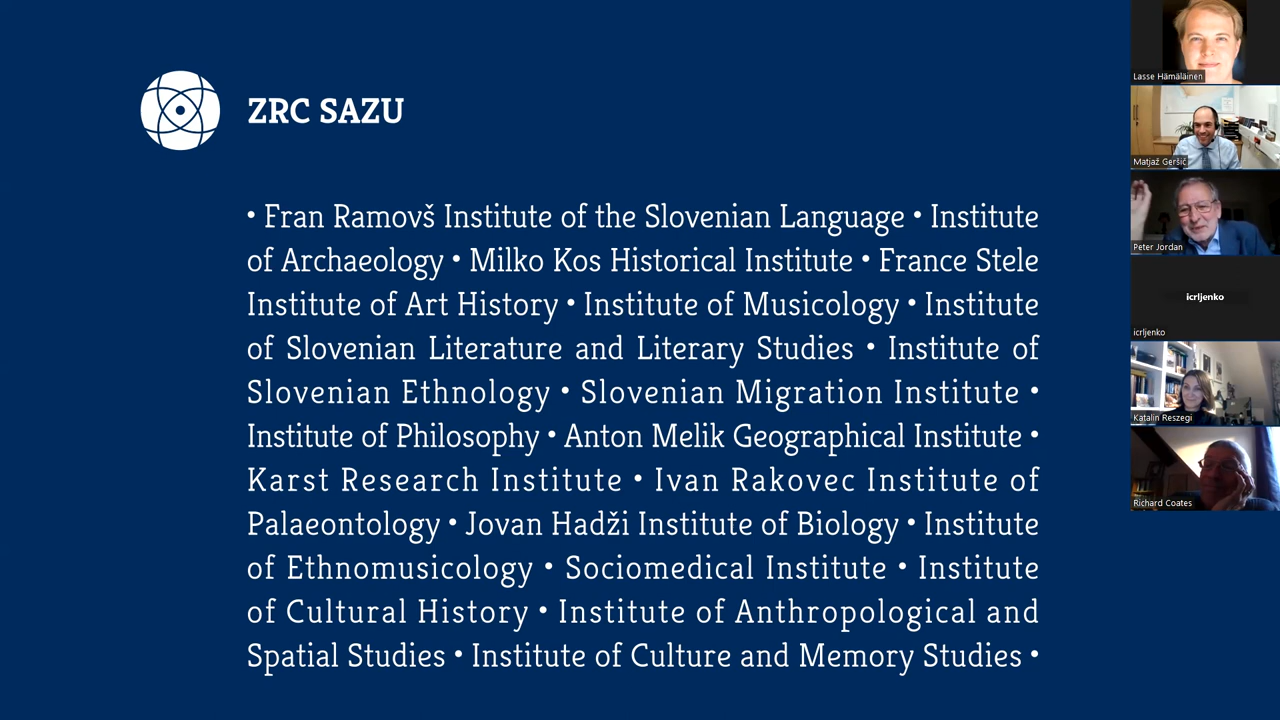 ZRC SAZU
• Fran Ramovš Institute of the Slovenian Language • Institute
of Archaeology • Milko Kos Historical Institute • France Stele
Institute of Art History • Institute of Musicology • Institute
of Slovenian Literature and Literary Studies • Institute of
Slovenian Ethnology • Slovenian Migration Institute •
Institute of Philosophy • Anton Melik Geographical Institute •
Karst Research Institute • Ivan Rakovec Institute of
Palaeontology • Jovan Hadži Institute of Biology • Institute
of Ethnomusicology • Sociomedical Institute • Institute
of Cultural History • Institute of Anthropological and
Spatial Studies • Institute of Culture and Memory Studies •
Lasse Hämäläinen
Matjaž Geršič
Peter Jordan
icrljenko
icrljenko
Katalin Reszegi
Richard Coates